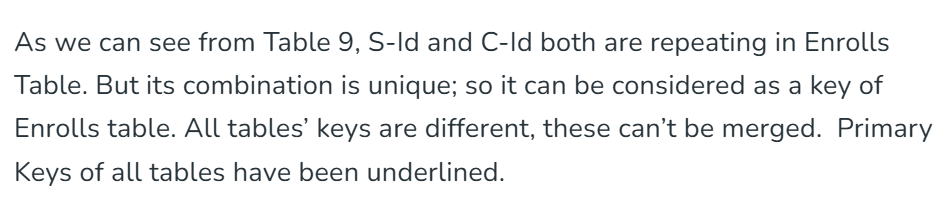 As we can see from Table 9, S-Id and C-Id both are repeating in Enrolls
Table. But its combination is unique; so it can be considered as a key of
Enrolls table. All tables’ keys are different, these can’t be merged.  Primary
Keys of all tables have been underlined.